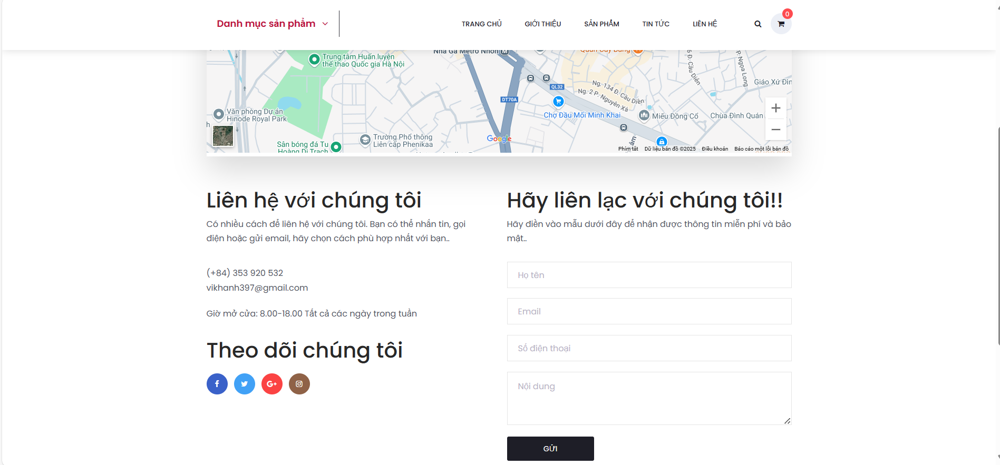 Danh mục sản phẩm
TRANG CHỦ
GIỚI THIỆU
SẢN PHẨM
TIN TỨC
LIÊN HỆ
0
Nhà Ga Metro Nhổn
Trung tâm Huấn luyện
thể thao Quốc gia Hà Nội
P. Ngọa Long
Đ. Cầu Diễn
QL32
Ng. 134 Đ. Cầu Diễn
Giáo Xứ Đìn
Ng. 2 P. Nguyên Xá
DT70A
Văn phòng Dự án
Hinode Royal Park
Chợ Đầu Mối Minh Khai
Miếu Đồng Cổ
Chùa Đình Quán
Trường Phổ thông
Liên cấp Phenikaa
Sân bóng đá Tu
Hoàng Di Trạch
Google
Phím tắt
Dữ liệu bản đồ ©2025
Điều khoản
Báo cáo một lỗi bản đồ
Liên hệ với chúng tôi
Có nhiều cách để liên hệ với chúng tôi. Bạn có thể nhắn tin, gọi
điện hoặc gửi email, hãy chọn cách phù hợp nhất với bạn..
(+84) 353 920 532
vikhanh397@gmail.com
Giờ mở cửa: 8.00-18.00 Tất cả các ngày trong tuần
Theo dõi chúng tôi
Hãy liên lạc với chúng tôi!!
Hãy điền vào mẫu dưới đây để nhận được thông tin miễn phí và bảo
mật..
Họ tên
Email
Số điện thoại
Nội dung
GỬI